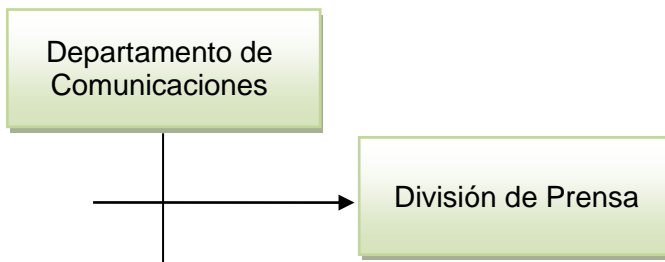 Departamento de
Comunicaciones
División de Prensa